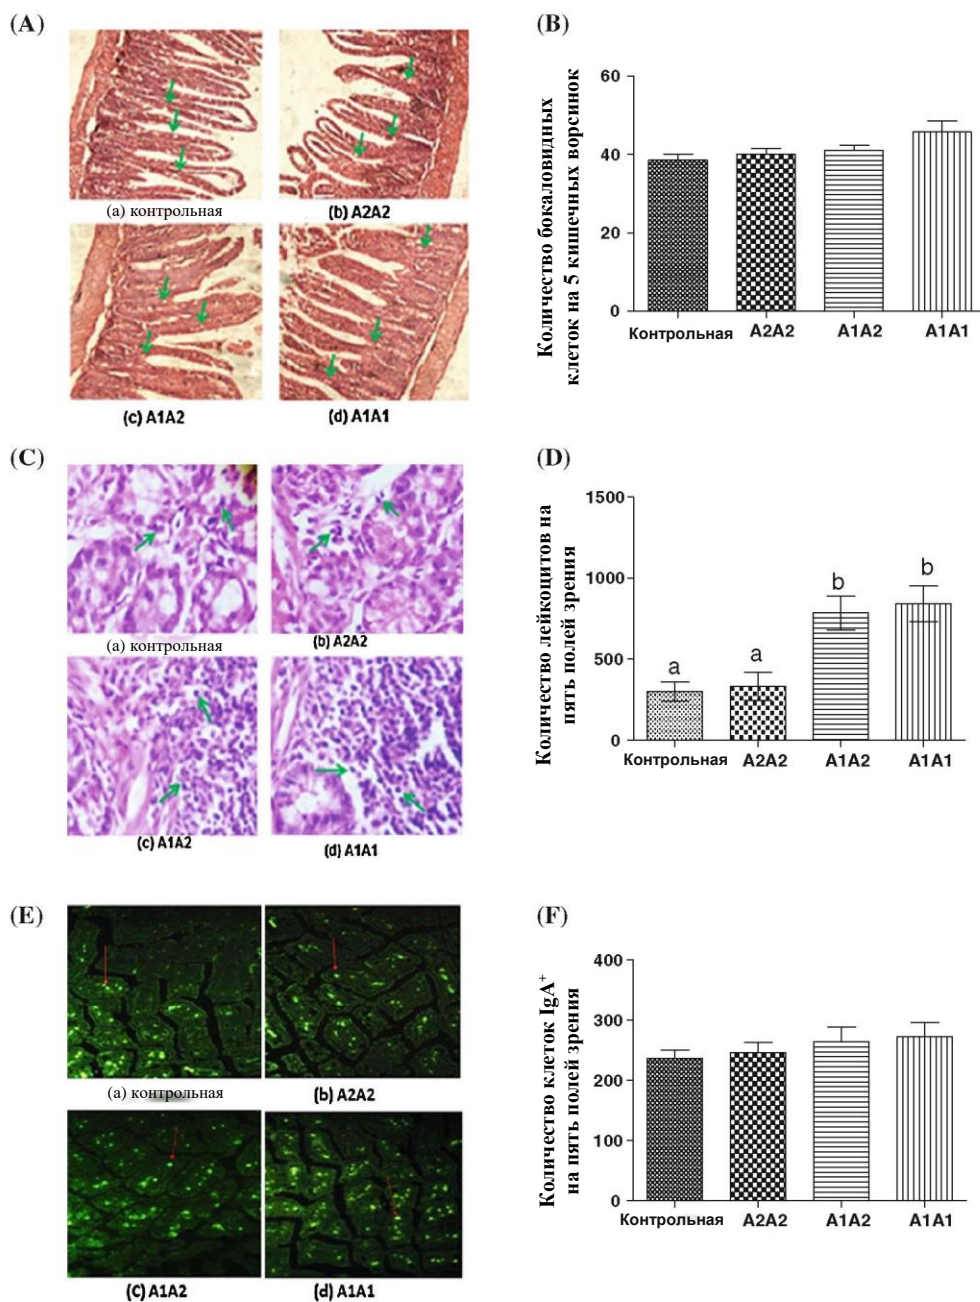 (A)
(a) контрольная
(b) A2A2
(c) A1A2
(d) A1A1
(B)
Количество бокаловидных
клеток на 5 кишечных ворсинок
60
40
20
0
Контрольная
A2A2
A1A2
A1A1
(C)
(a) контрольная
(b) A2A2
(c) A1A2
(d) A1A1
(D)
Количество лейкоцитов на
пять полей зрения
1500
1000
500
0
a
a
b
b
Контрольная
A2A2
A1A2
A1A1
(E)
(a) контрольная
(b) A2A2
(C) A1A2
(d) A1A1
(F)
Количество клеток IgA⁺
на пять полей зрения
400
300
200
100
0
Контрольная
A2A2
A1A2
A1A1